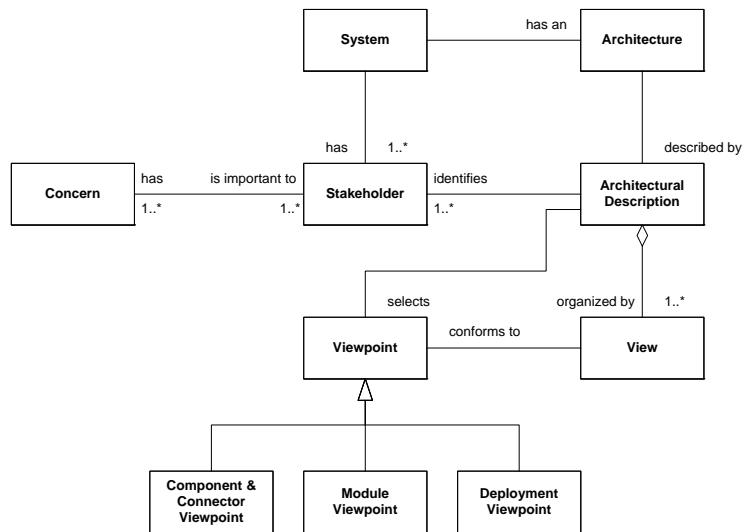 System
has an
Architecture
has
1..*
described by
Concern
has
is important to
1..*
1..*
Stakeholder
identifies
1..*
Architectural
Description
selects
organized by
1..*
Viewpoint
conforms to
View
Component &
Connector
Viewpoint
Module
Viewpoint
Deployment
Viewpoint